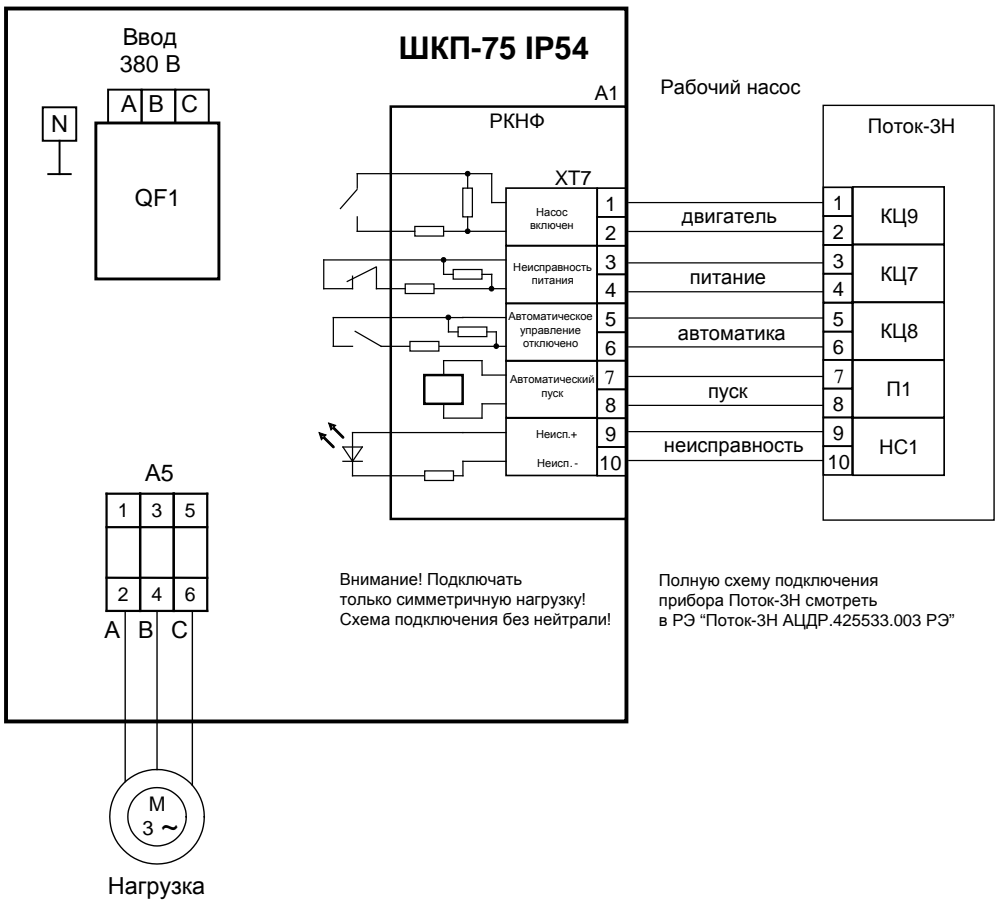 Ввод
380 В
ШКП-75 IP54
A B C
N
QF1
A1
Рабочий насос
РКНФ
Поток-3Н
XT7
Насос
включен
1
2
двигатель
1
2
КЦ9
Неисправность
питания
3
4
питание
3
4
КЦ7
Автоматическое
управление
отключено
5
6
автоматика
5
6
КЦ8
Автоматический
пуск
7
8
пуск
7
8
П1
Неисп.+
Неисп.-
9
10
неисправность
9
10
НС1
A5
1 3 5
2 4 6
A B C
Внимание! Подключать
только симметричную нагрузку!
Схема подключения без нейтрали!
Полную схему подключения
прибора Поток-3Н смотреть
в РЭ “Поток-3Н АЦДР.425533.003 РЭ”
М
3 ~
Нагрузка